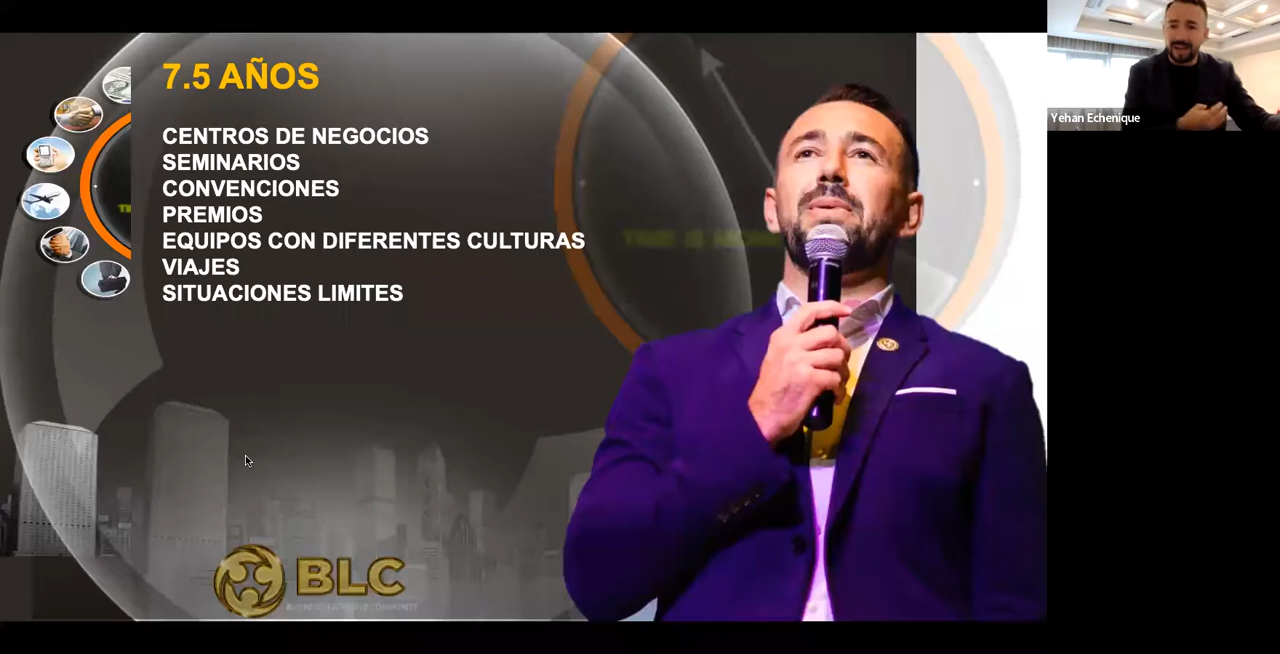 7.5 AÑOS
CENTROS DE NEGOCIOS
SEMINARIOS
CONVENCIONES
PREMIOS
EQUIPOS CON DIFERENTES CULTURAS
VIAJES
SITUACIONES LIMITES
BLC
Yehan Echenique